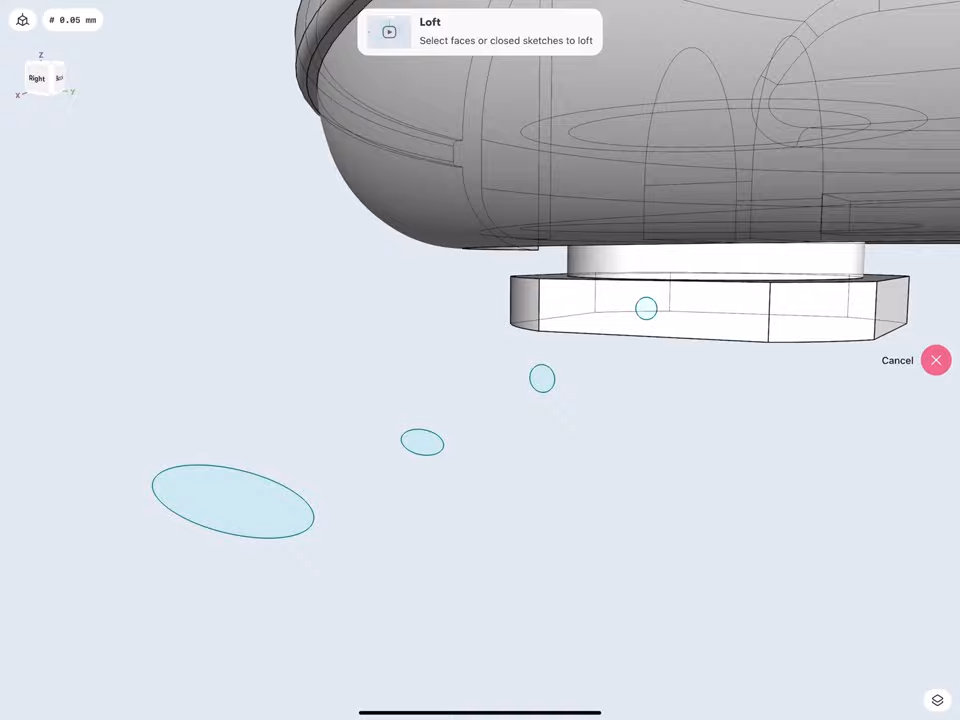 # 0.05 mm
Loft
Select faces or closed sketches to loft
Z
Right
X
Y
Cancel